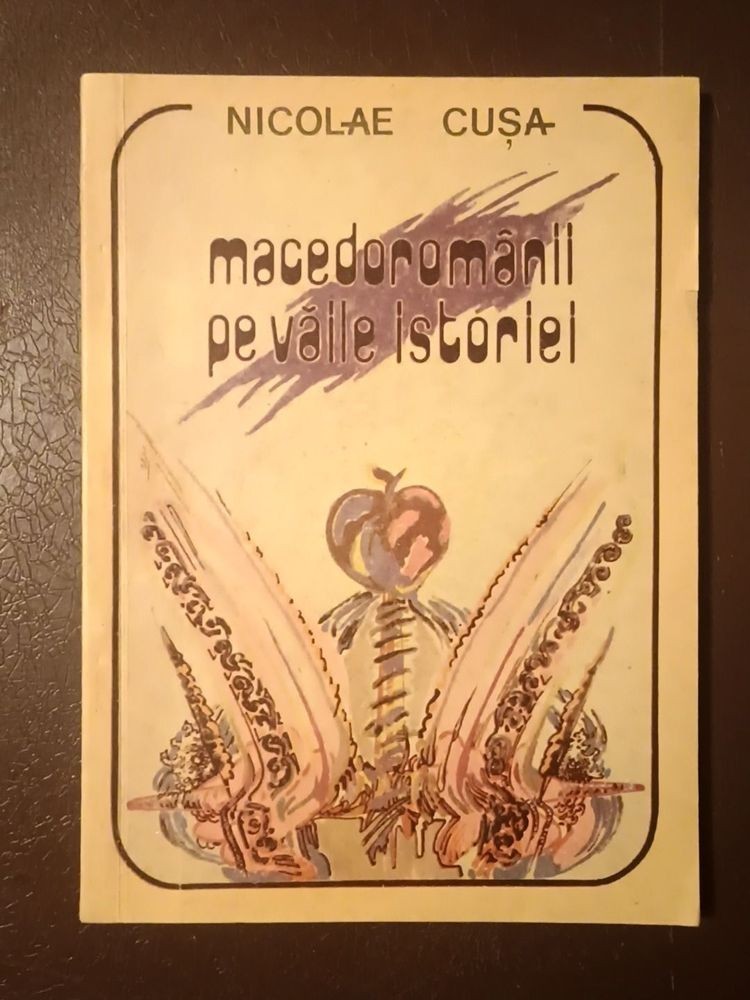 NICOLAE CUȘA
macedoromânii
pe văile istoriei